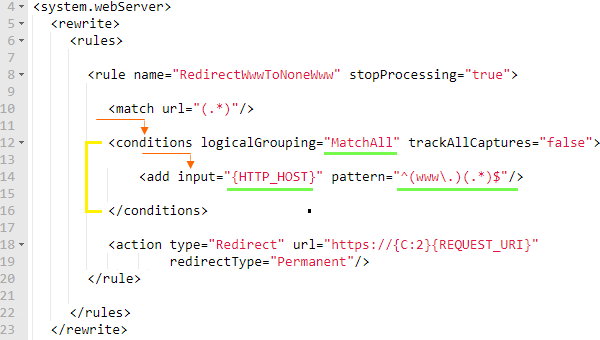 4 <system.webServer>
5 <rewrite>
6 <rules>
7
8 <rule name="RedirectWwwToNoneWww" stopProcessing="true">
9
10 <match url="(.*)"/>
11
12 <conditions logicalGrouping="MatchAll" trackAllCaptures="false">
13
14 <add input="{HTTP_HOST}" pattern="^(www\.)(.*)$"/>
15
16 </conditions>
17
18 <action type="Redirect" url="https://{C:2}{REQUEST_URI}"
19 redirectType="Permanent"/>
20 </rule>
21
22 </rules>
23 </rewrite>